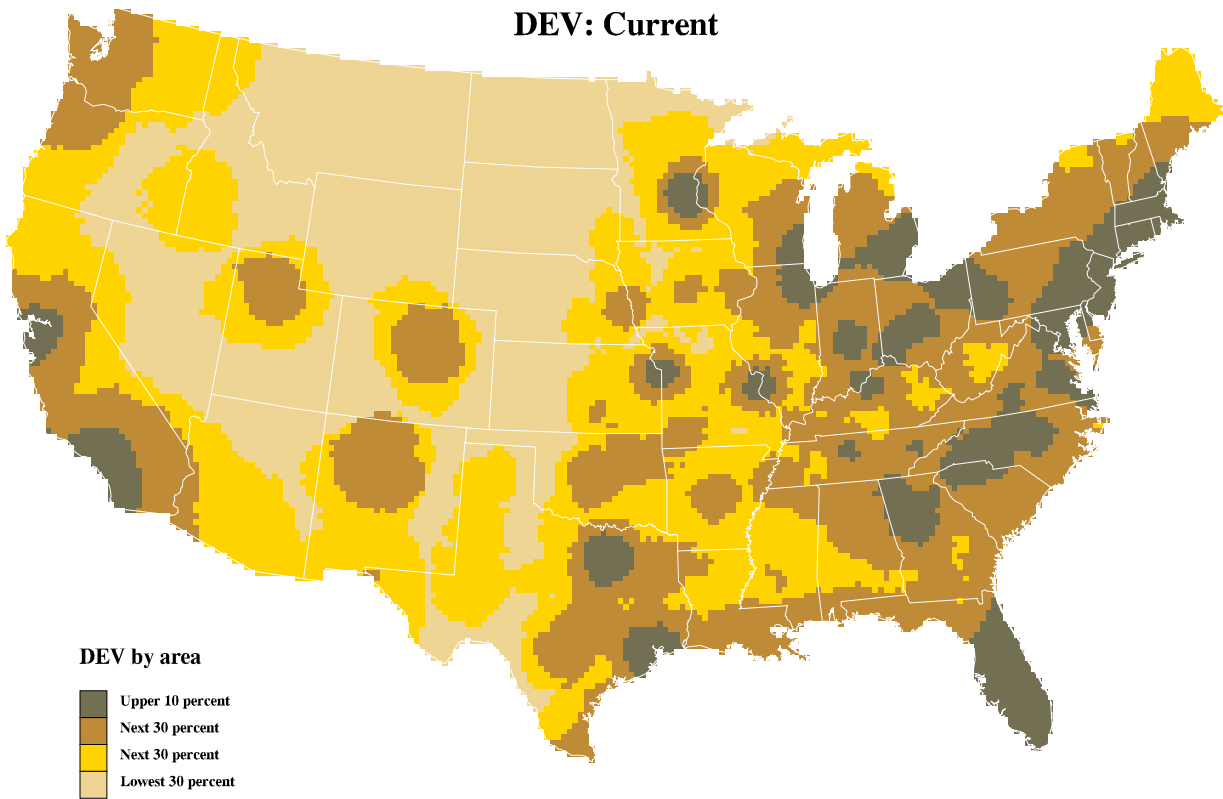 DEV: Current
DEV by area
Upper 10 percent
Next 30 percent
Next 30 percent
Lowest 30 percent